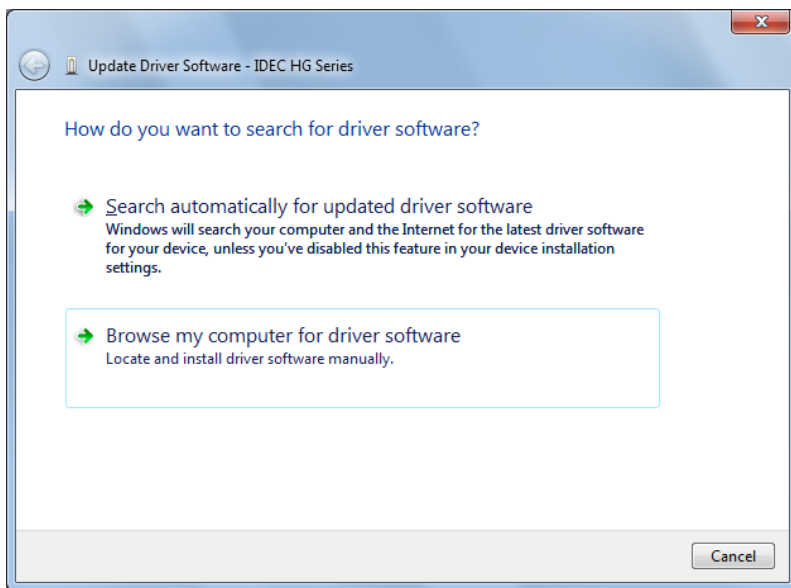 Update Driver Software - IDEC HG Series
How do you want to search for driver software?
Search automatically for updated driver software
Windows will search your computer and the Internet for the latest driver software
for your device, unless you've disabled this feature in your device installation
settings.
Browse my computer for driver software
Locate and install driver software manually.
Cancel